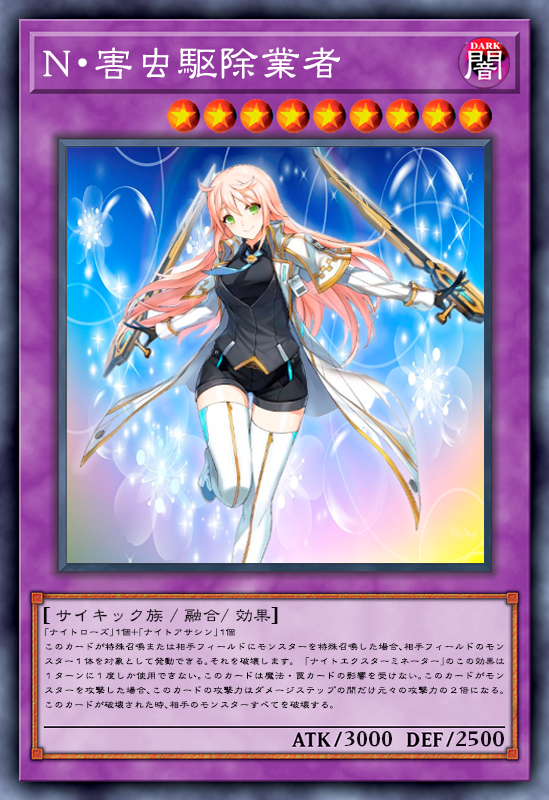 N・害虫駆除業者
DARK
闇
[サイキック族/融合/効果]
「ナイトローズ」1個+「ナイトアサシン」1個
このカードが特殊召喚または相手フィールドにモンスターを特殊召喚した場合、相手フィールドのモン
スター1体を対象として発動できる。それを破壊します。「ナイトエクスターミネーター」のこの効果は
1ターンに1度しか使用できない。このカードは魔法・罠カードの影響を受けない。このカードがモン
スターを攻撃した場合、このカードの攻撃力はダメージステップの間だけ元々の攻撃力の2倍になる。
このカードが破壊された時、相手のモンスターすべてを破壊する。
ATK/3000 DEF/2500